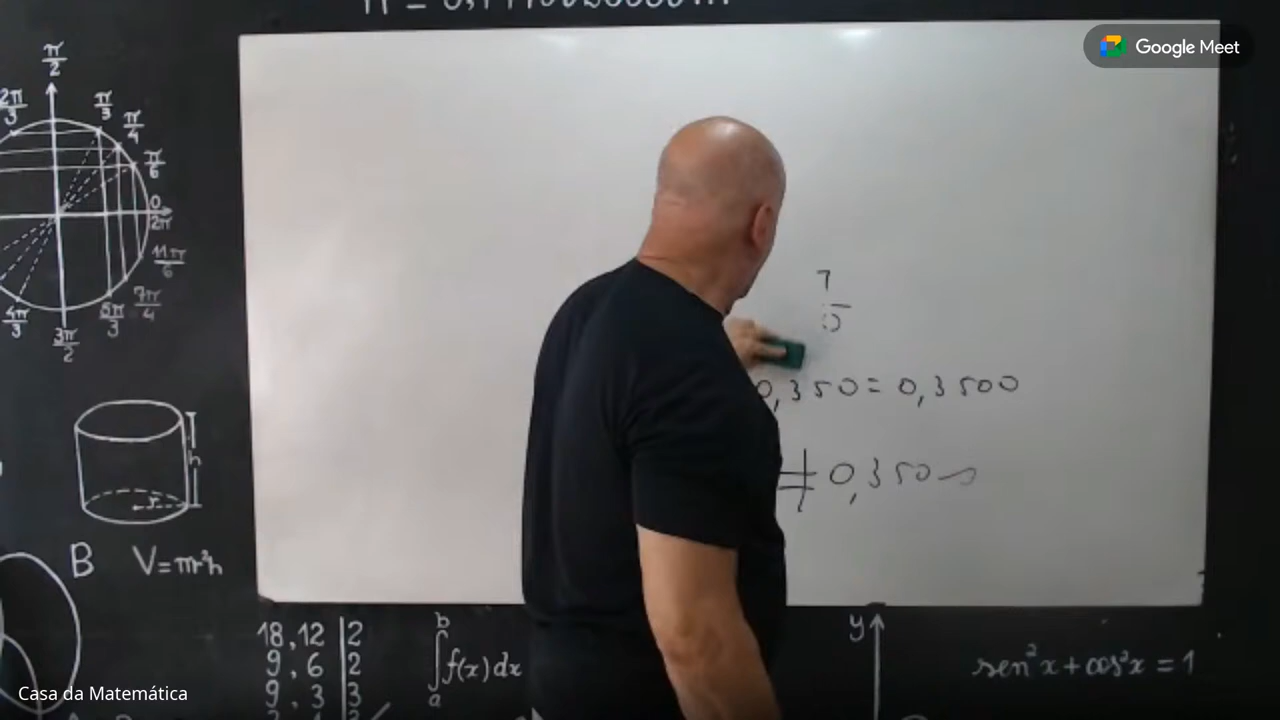 Google Meet
π/2
2π/3
π/3
π/4
π/6
0
2π
11π/6
7π/4
5π/3
3π/2
4π/3
7
0,350 = 0,3500
≠ 0,350
h
r
B V=πr²h
18,12 | 2
9,6 | 2
9,3 | 3
b
∫f(x)dx
a
y
sen²x+cos²x = 1
Casa da Matemática